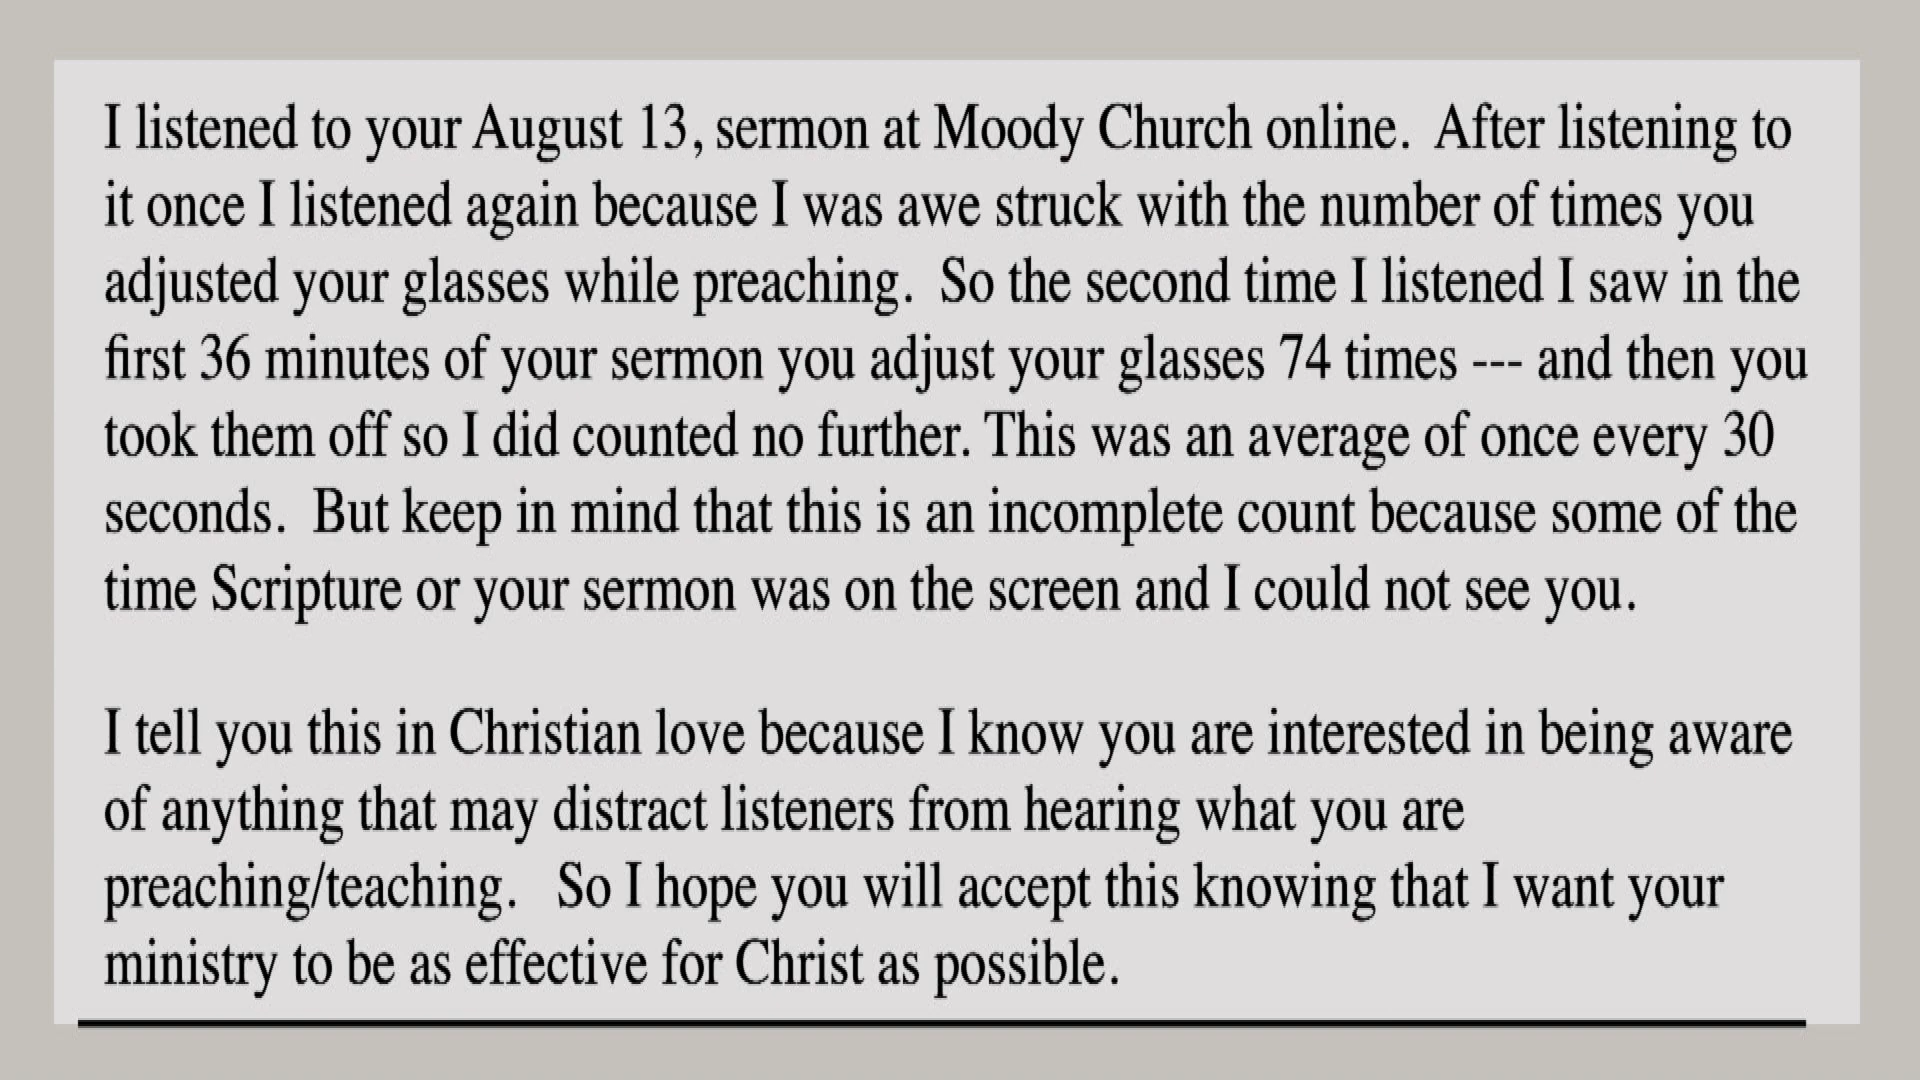 I listened to your August 13, sermon at Moody Church online.  After listening to
it once I listened again because I was awe struck with the number of times you
adjusted your glasses while preaching.  So the second time I listened I saw in the
first 36 minutes of your sermon you adjust your glasses 74 times --- and then you
took them off so I did counted no further. This was an average of once every 30
seconds.  But keep in mind that this is an incomplete count because some of the
time Scripture or your sermon was on the screen and I could not see you.

I tell you this in Christian love because I know you are interested in being aware
of anything that may distract listeners from hearing what you are
preaching/teaching.   So I hope you will accept this knowing that I want your
ministry to be as effective for Christ as possible.